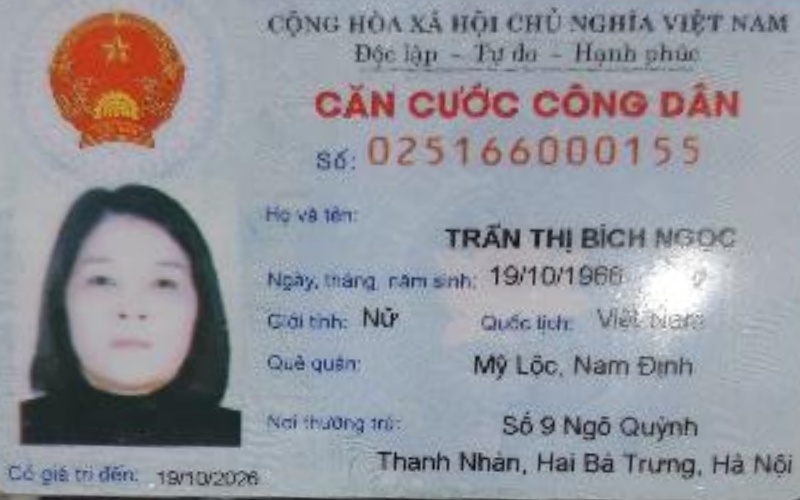 CỘNG HÒA XÃ HỘI CHỦ NGHĨA VIỆT NAM
Độc lập - Tự do - Hạnh phúc
CĂN CƯỚC CÔNG DÂN
Số: 025166000155
Họ và tên:
TRẦN THỊ BÍCH NGỌC
Ngày, tháng, năm sinh: 19/10/1966
Giới tính: Nữ Quốc tịch: Việt Nam
Quê quán: Mỹ Lộc, Nam Định
Nơi thường trú: Số 9 Ngõ Quỳnh
Thanh Nhàn, Hai Bà Trưng, Hà Nội
Có giá trị đến: 19/10/2026